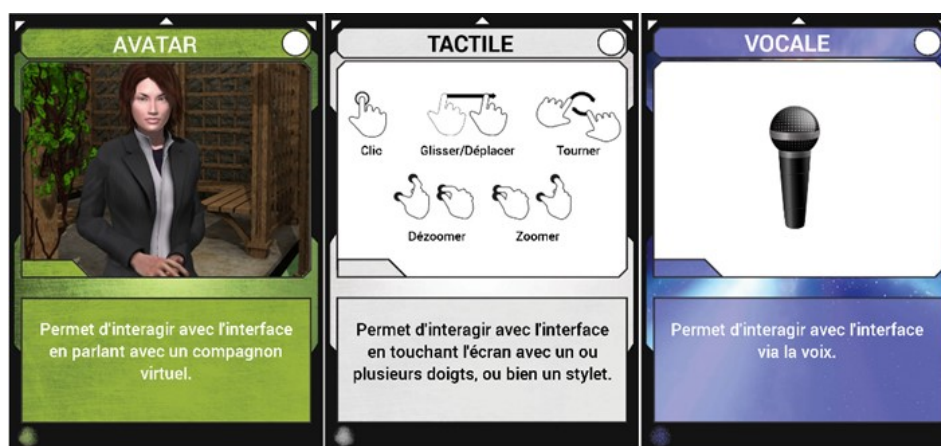 AVATAR
Permet d'interagir avec l'interface
en parlant avec un compagnon
virtuel.
TACTILE
Clic
Glisser/Déplacer
Tourner
Dézoomer
Zoomer
Permet d'interagir avec l'interface
en touchant l'écran avec un ou
plusieurs doigts, ou bien un stylet.
VOCALE
Permet d'interagir avec l'interface
via la voix.